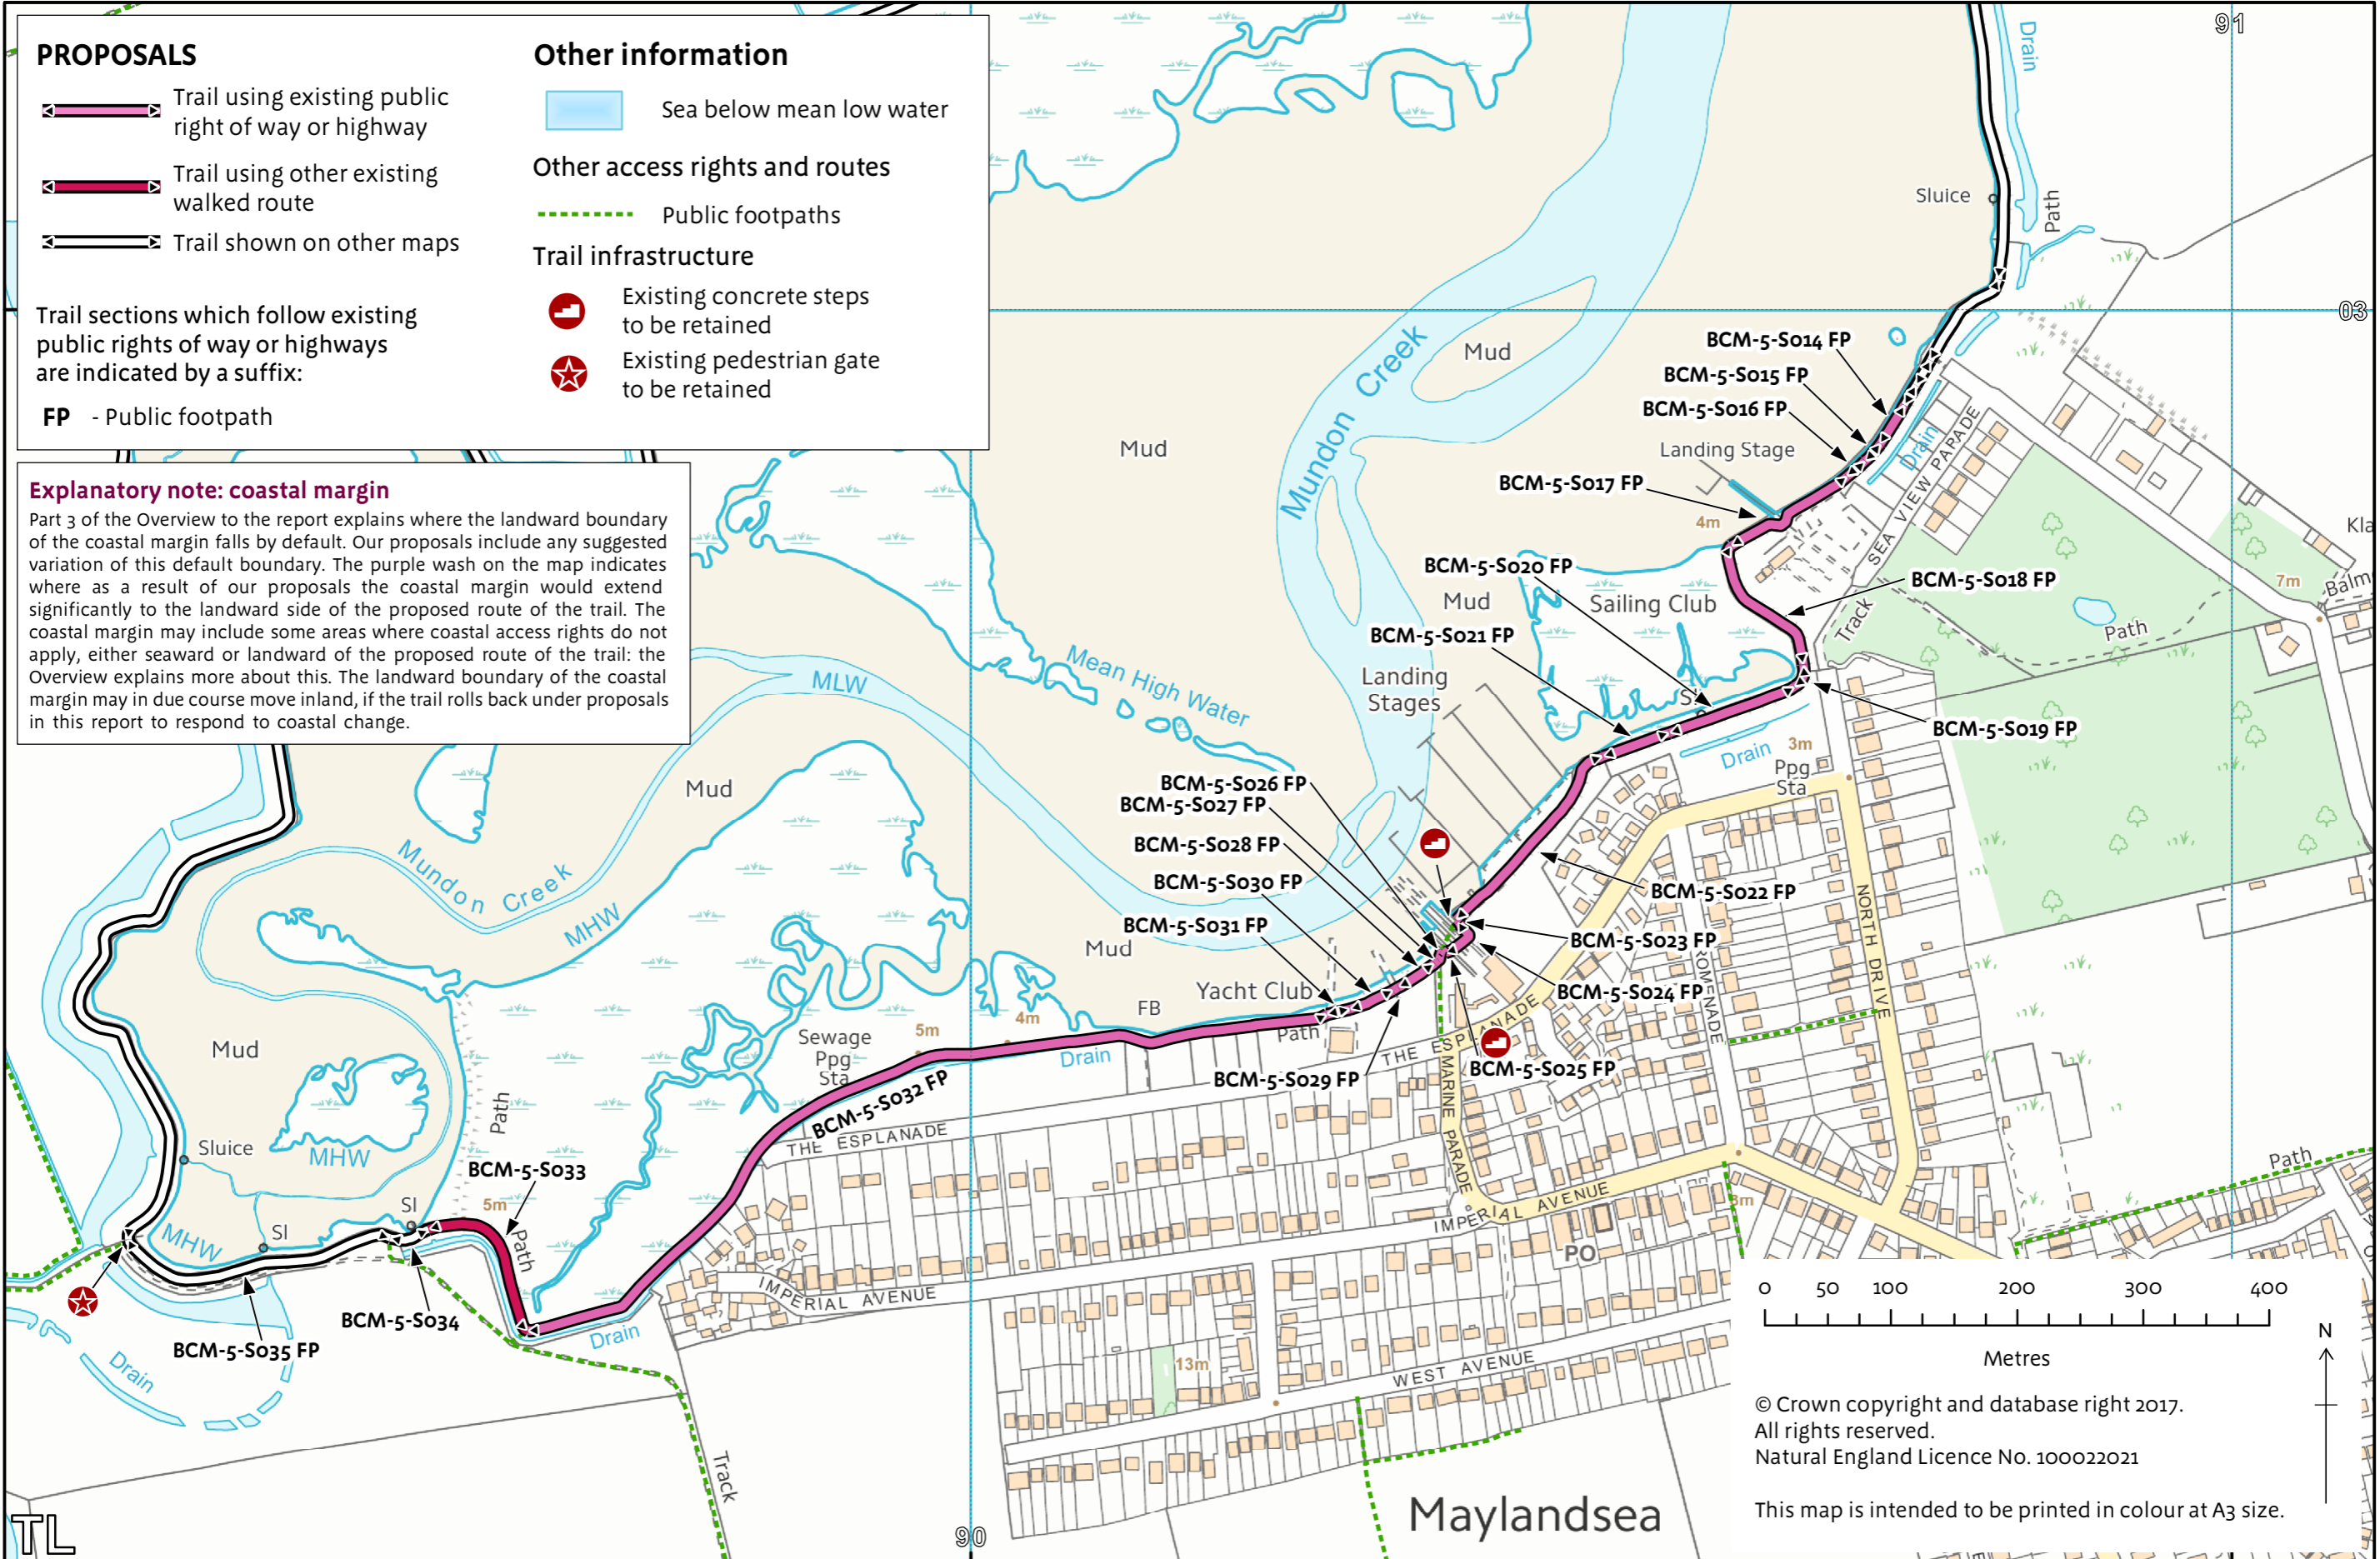 PROPOSALS
Trail using existing public
right of way or highway
Trail using other existing
walked route
Trail shown on other maps
Trail sections which follow existing
public rights of way or highways
are indicated by a suffix:
FP - Public footpath
Other information
Sea below mean low water
Other access rights and routes
Public footpaths
Trail infrastructure
Existing concrete steps
to be retained
Existing pedestrian gate
to be retained
Explanatory note: coastal margin
Part 3 of the Overview to the report explains where the landward boundary
of the coastal margin falls by default. Our proposals include any suggested
variation of this default boundary. The purple wash on the map indicates
where as a result of our proposals the coastal margin would extend
significantly to the landward side of the proposed route of the trail. The
coastal margin may include some areas where coastal access rights do not
apply, either seaward or landward of the proposed route of the trail: the
Overview explains more about this. The landward boundary of the coastal
margin may in due course move inland, if the trail rolls back under proposals
in this report to respond to coastal change.
91
Drain
Sluice
Path
03
Mundon Creek
Mud
Mud
BCM-5-S014 FP
BCM-5-S015 FP
BCM-5-S016 FP
Landing Stage
BCM-5-S017 FP
4m
Drain
SEA VIEW PARADE
Kla
7m
Balm
BCM-5-S020 FP
BCM-5-S018 FP
Mud
Sailing Club
Track
Path
BCM-5-S021 FP
Landing
Stages
Mean High Water
MLW
S
BCM-5-S019 FP
Drain
3m
Ppg
Sta
Mud
BCM-5-S026 FP
BCM-5-S027 FP
BCM-5-S028 FP
BCM-5-S030 FP
BCM-5-S031 FP
BCM-5-S022 FP
NORTH DRIVE
Mundon Creek
MHW
Mud
BCM-5-S023 FP
ROMENADE
BCM-5-S024 FP
Yacht Club
FB
Path
THE ESPLANADE
BCM-5-S025 FP
BCM-5-S029 FP
MARINE PARADE
Sewage
Ppg
Sta
5m
4m
Drain
BCM-5-S032 FP
THE ESPLANADE
Mud
Path
Sluice
MHW
BCM-5-S033
5m
Path
Sl
Sl
MHW
BCM-5-S034
BCM-5-S035 FP
Drain
Drain
IMPERIAL AVENUE
IMPERIAL AVENUE
PO
3m
Path
13m
WEST AVENUE
Track
Maylandsea
90
TL
0 50 100 200 300 400
Metres
N
© Crown copyright and database right 2017.
All rights reserved.
Natural England Licence No. 100022021
This map is intended to be printed in colour at A3 size.